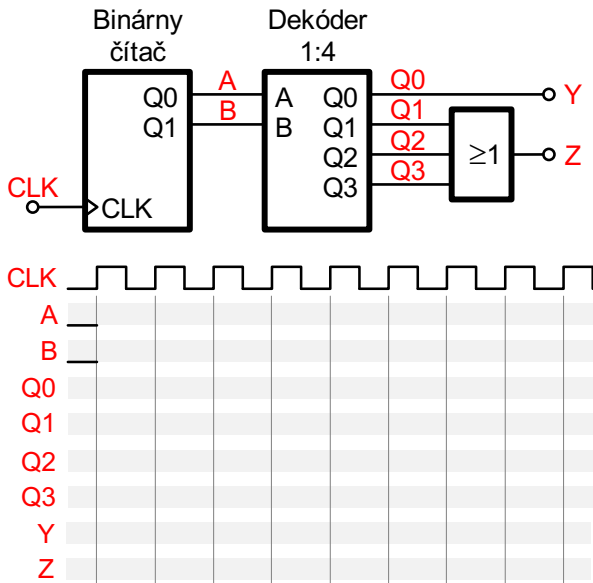 Binárny Dekóder
čítač 1:4
A Q0
Q0 A Q0 Y
B Q1
Q1 B Q1
Q2
Q2 ≥1 Z
Q3
Q3
CLK
CLK
CLK
A
B
Q0
Q1
Q2
Q3
Y
Z